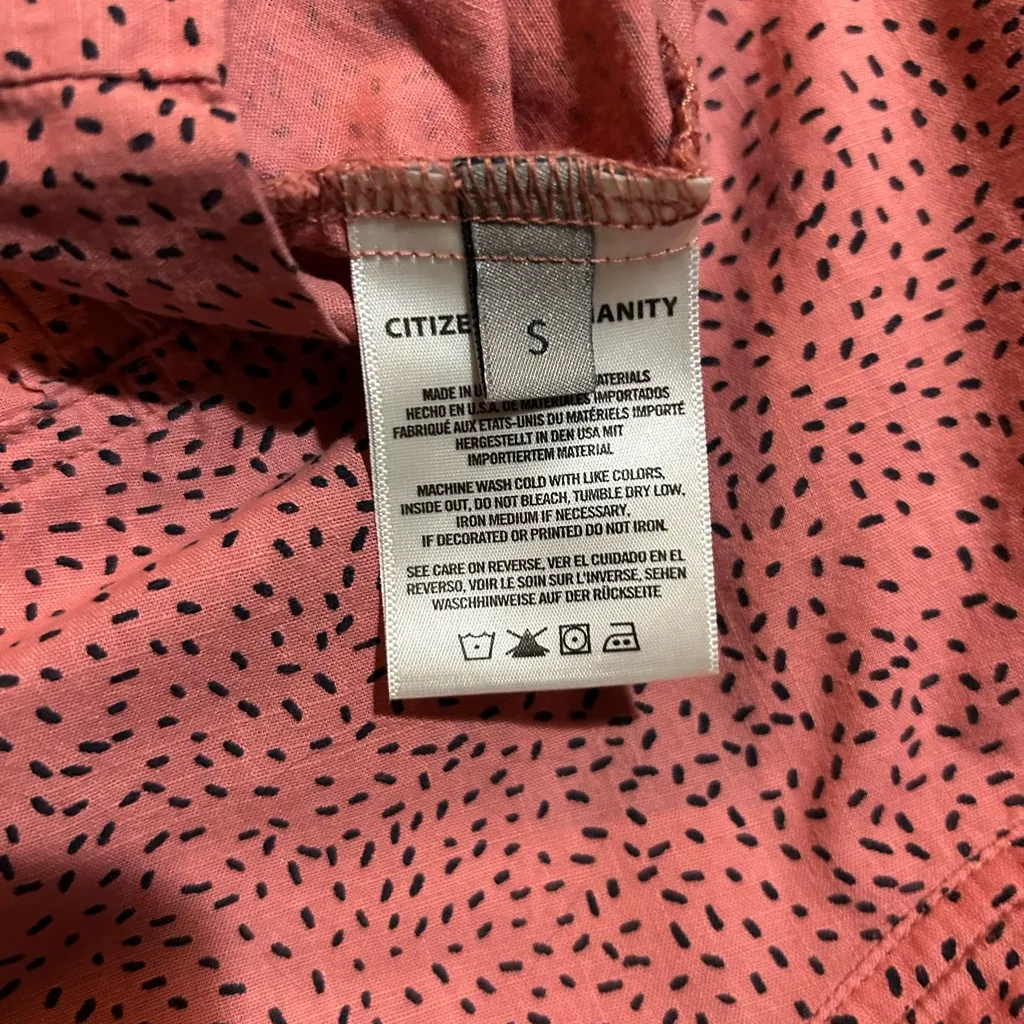 CITIZE ANITY
S
MADE IN U ATERIALS
HECHO EN U.S.A. DE MATERIALES IMPORTADOS
FABRIQUÉ AUX ETATS-UNIS DU MATÉRIELS IMPORTÉ
HERGESTELLT IN DEN USA MIT
IMPORTIERTEM MATERIAL
MACHINE WASH COLD WITH LIKE COLORS,
INSIDE OUT, DO NOT BLEACH, TUMBLE DRY LOW,
IRON MEDIUM IF NECESSARY.
IF DECORATED OR PRINTED DO NOT IRON.
SEE CARE ON REVERSE, VER EL CUIDADO EN EL
REVERSO, VOIR LE SOIN SUR L'INVERSE, SEHEN
WASCHHINWEISE AUF DER RÜCKSEITE